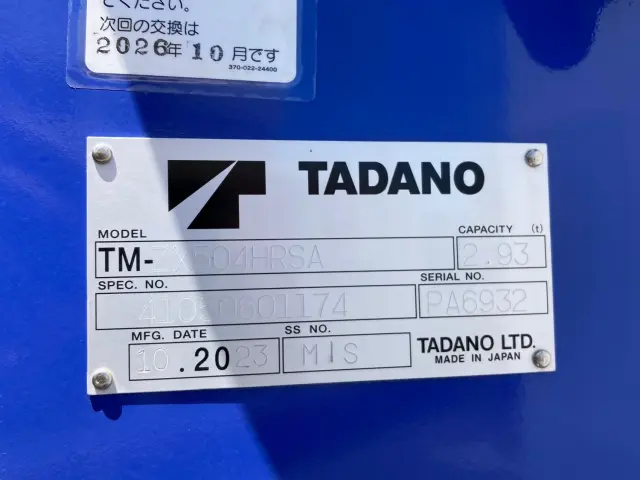 てください。
次回の交換は
2026年10月です
370-022-24400
TADANO
MODEL
CAPACITY (t)
TM-ZX504HRSA
2.93
SPEC. NO.
SERIAL NO.
41050601174
PA6932
MFG. DATE
SS NO.
10.2023
MIS
TADANO LTD.
MADE IN JAPAN